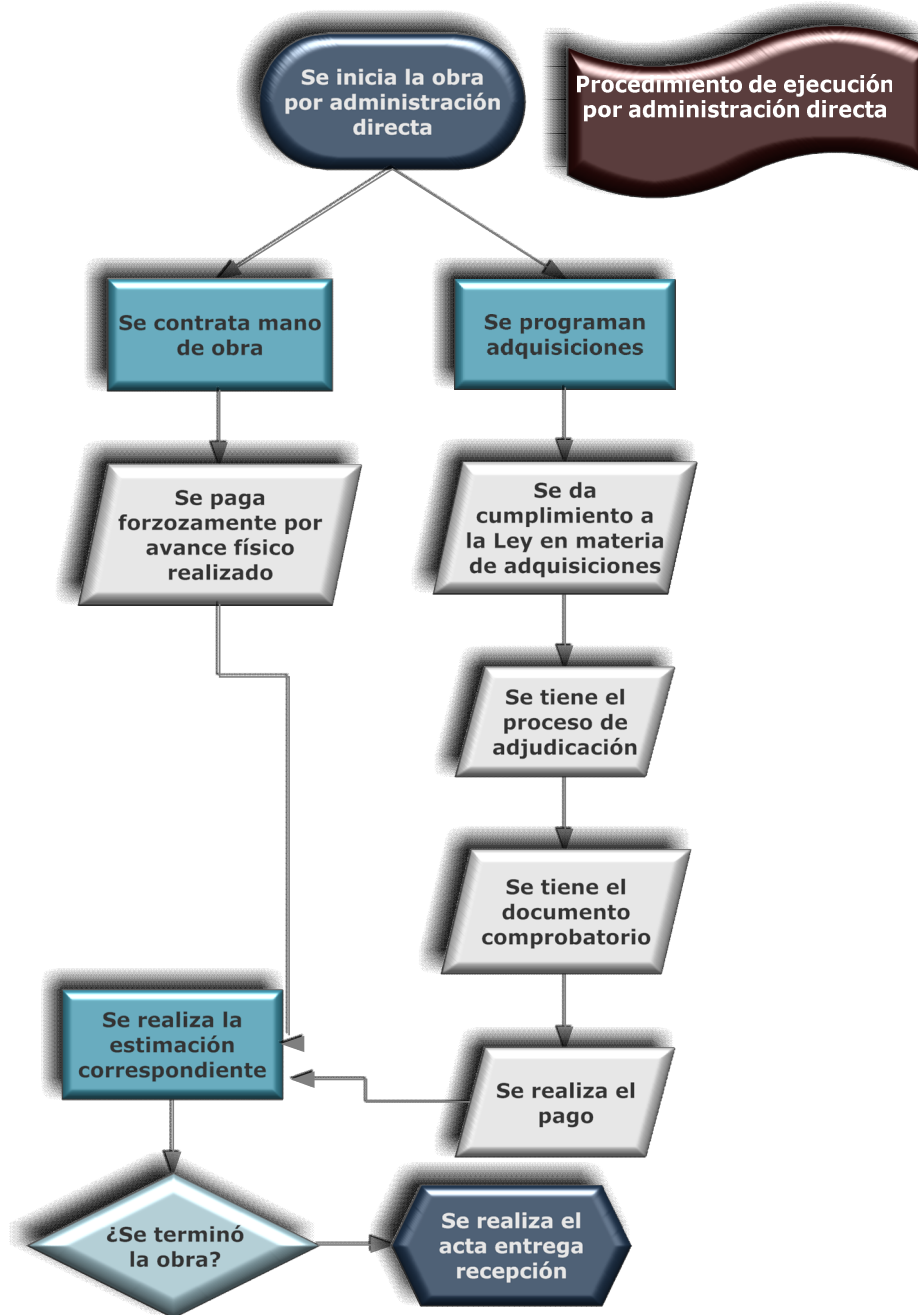 Se inicia la obra
por administración
directa
Procedimiento de ejecución
por administración directa
Se contrata mano
de obra
Se programan
adquisiciones
Se paga
forzozamente por
avance físico
realizado
Se da
cumplimiento a
la Ley en materia
de adquisiciones
Se tiene el
proceso de
adjudicación
Se tiene el
documento
comprobatorio
Se realiza la
estimación
correspondiente
Se realiza el
pago
¿Se terminó
la obra?
Se realiza el
acta entrega
recepción